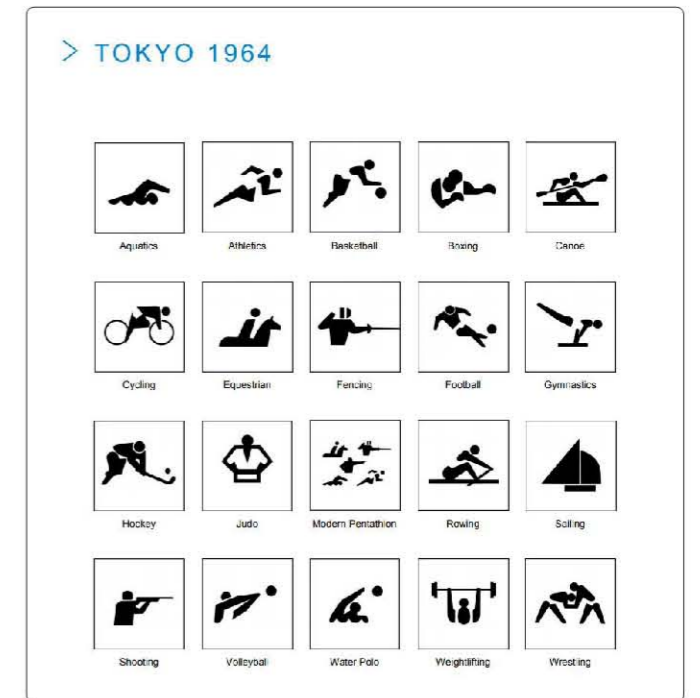 > TOKYO 1964
Aquatics
Athletics
Basketball
Boxing
Canoe
Cycling
Equestrian
Fencing
Football
Gymnastics
Hockey
Judo
Modern Pentathlon
Rowing
Sailing
Shooting
Volleyball
Water Polo
Weightlifting
Wrestling